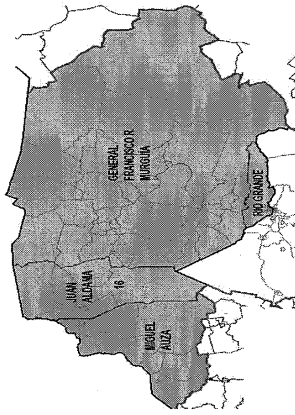 GENERAL
FRANCISCO R.
MURGUIA
JUAN
ALDAMA
16
RIO GRANDE
MIGUEL
AUZA